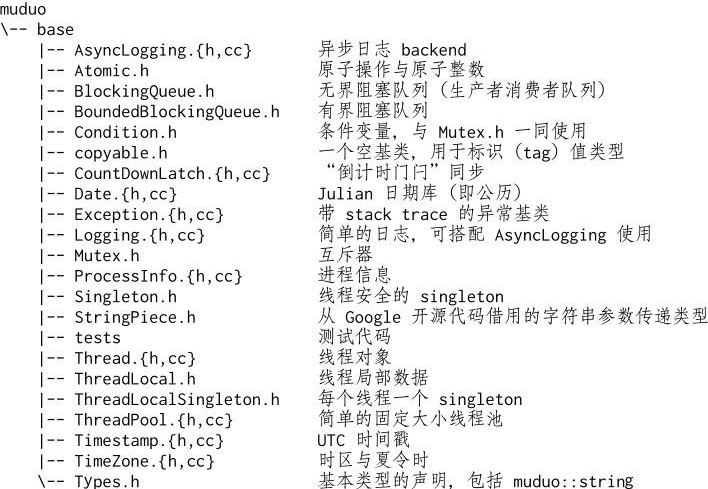 muduo
\-- base
    |-- AsyncLogging.{h,cc}      异步日志 backend
    |-- Atomic.h                 原子操作与原子整数
    |-- BlockingQueue.h          无界阻塞队列（生产者消费者队列）
    |-- BoundedBlockingQueue.h   有界阻塞队列
    |-- Condition.h              条件变量，与 Mutex.h 一同使用
    |-- copyable.h               一个空基类，用于标识（tag）值类型
    |-- CountDownLatch.{h,cc}    “倒计时门闩”同步
    |-- Date.{h,cc}              Julian 日期库（即公历）
    |-- Exception.{h,cc}         带 stack trace 的异常基类
    |-- Logging.{h,cc}           简单的日志，可搭配 AsyncLogging 使用
    |-- Mutex.h                  互斥器
    |-- ProcessInfo.{h,cc}       进程信息
    |-- Singleton.h              线程安全的 singleton
    |-- StringPiece.h            从 Google 开源代码借用的字符串参数传递类型
    |-- tests                    测试代码
    |-- Thread.{h,cc}            线程对象
    |-- ThreadLocal.h            线程局部数据
    |-- ThreadLocalSingleton.h   每个线程一个 singleton
    |-- ThreadPool.{h,cc}        简单的固定大小线程池
    |-- Timestamp.{h,cc}         UTC 时间戳
    |-- TimeZone.{h,cc}          时区与夏令时
    \-- Types.h                  基本类型的声明，包括 muduo::string